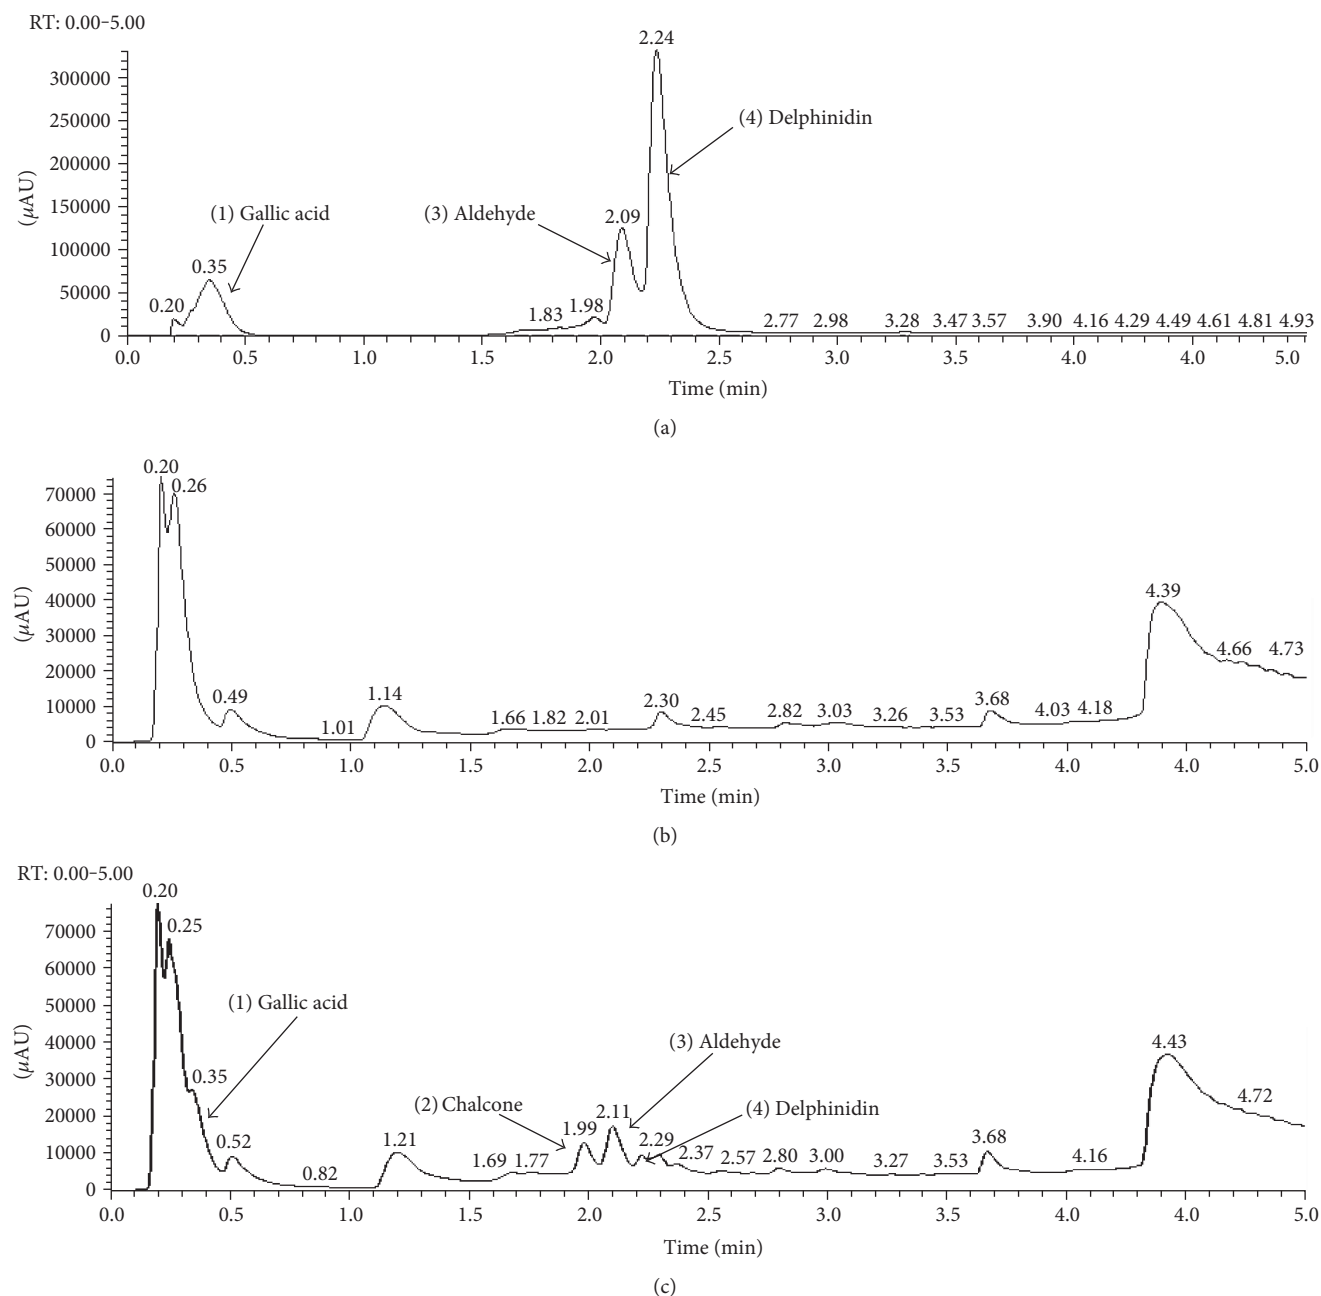 RT: 0.00-5.00
2.24
300000
250000
(4) Delphinidin
200000
(µAU)
150000
(1) Gallic acid
(3) Aldehyde
2.09
100000
0.35
50000
0.20
1.83
1.98
2.77 2.98 3.28 3.47 3.57 3.90 4.16 4.29 4.49 4.61 4.81 4.93
0
0.0 0.5 1.0 1.5 2.0 2.5 3.0 3.5 4.0 4.0 5.0
Time (min)
(a)
0.20
0.26
70000
60000
50000
40000
(µAU)
30000
20000
10000
0
4.39
4.66 4.73
0.49
1.14
1.01
1.66 1.82 2.01
2.30
2.45
2.82 3.03 3.26 3.53
3.68
4.03 4.18
0.0 0.5 1.0 1.5 2.0 2.5 3.0 3.5 4.0 4.0 5.0
Time (min)
(b)
RT: 0.00-5.00
0.20
0.25
70000
60000
50000
40000
(µAU)
30000
20000
10000
0
(1) Gallic acid
(3) Aldehyde
4.43
0.35
(2) Chalcone
2.11
(4) Delphinidin
4.72
0.52
1.21
1.99
2.29
0.82
1.69 1.77
2.37 2.57 2.80 3.00 3.27 3.53
3.68
4.16
0.0 0.5 1.0 1.5 2.0 2.5 3.0 3.5 4.0 4.0 5.0
Time (min)
(c)